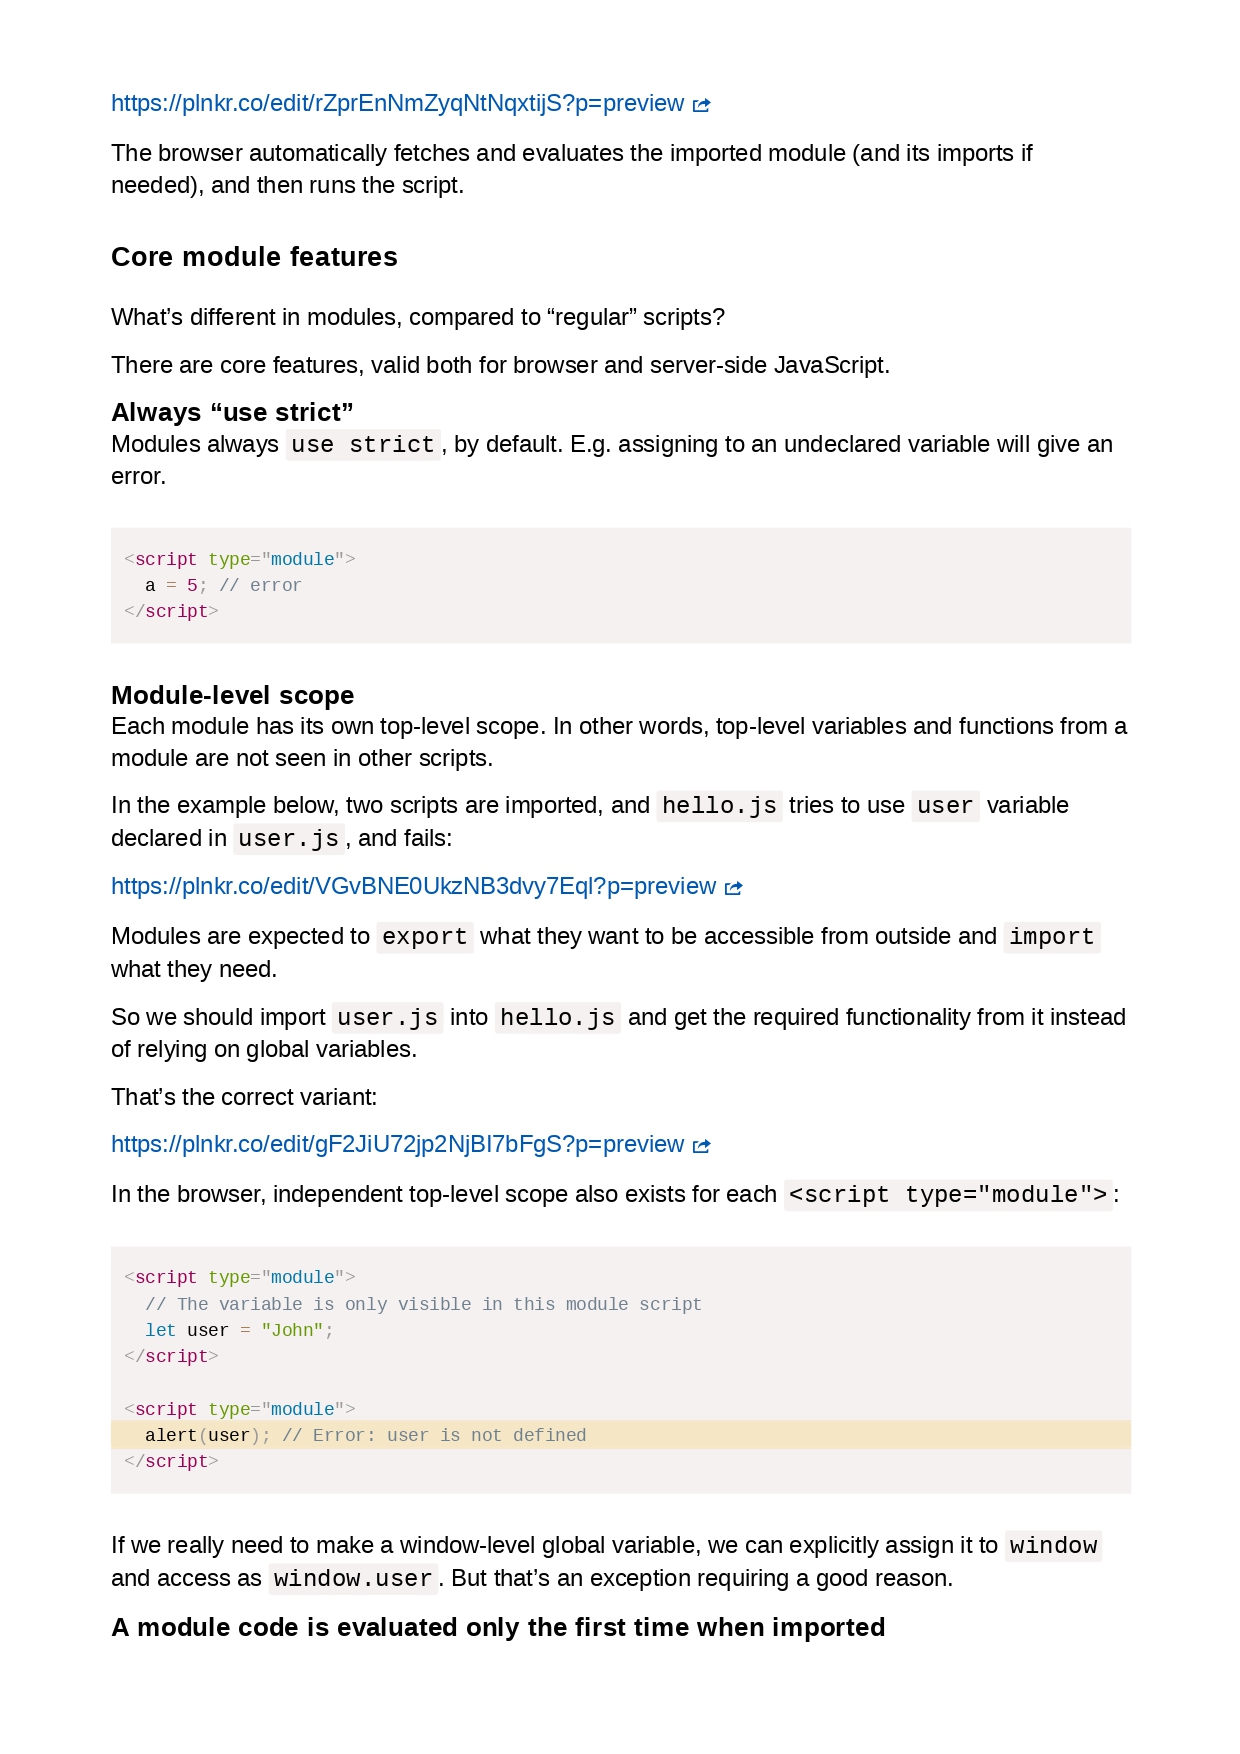 https://plnkr.co/edit/rZprEnNmZyqNtNqxtijS?p=preview
The browser automatically fetches and evaluates the imported module (and its imports if
needed), and then runs the script.
Core module features
What’s different in modules, compared to “regular” scripts?
There are core features, valid both for browser and server-side JavaScript.
Always “use strict”
Modules always use strict, by default. E.g. assigning to an undeclared variable will give an
error.
<script type="module">
  a = 5; // error
</script>
Module-level scope
Each module has its own top-level scope. In other words, top-level variables and functions from a
module are not seen in other scripts.
In the example below, two scripts are imported, and hello.js tries to use user variable
declared in user.js, and fails:
https://plnkr.co/edit/VGvBNE0UkzNB3dvy7Eql?p=preview
Modules are expected to export what they want to be accessible from outside and import
what they need.
So we should import user.js into hello.js and get the required functionality from it instead
of relying on global variables.
That’s the correct variant:
https://plnkr.co/edit/gF2JiU72jp2NjBI7bFgS?p=preview
In the browser, independent top-level scope also exists for each <script type="module">:
<script type="module">
  // The variable is only visible in this module script
  let user = "John";
</script>
<script type="module">
  alert(user); // Error: user is not defined
</script>
If we really need to make a window-level global variable, we can explicitly assign it to window
and access as window.user. But that’s an exception requiring a good reason.
A module code is evaluated only the first time when imported